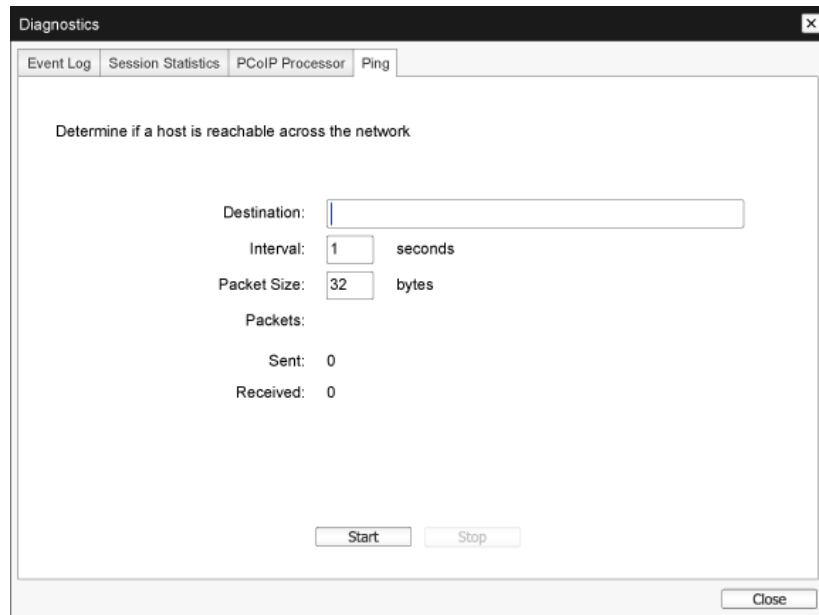 Diagnostics
Event Log Session Statistics PCoIP Processor Ping
Determine if a host is reachable across the network
Destination:
Interval: 1 seconds
Packet Size: 32 bytes
Packets:
Sent: 0
Received: 0
Start Stop
Close